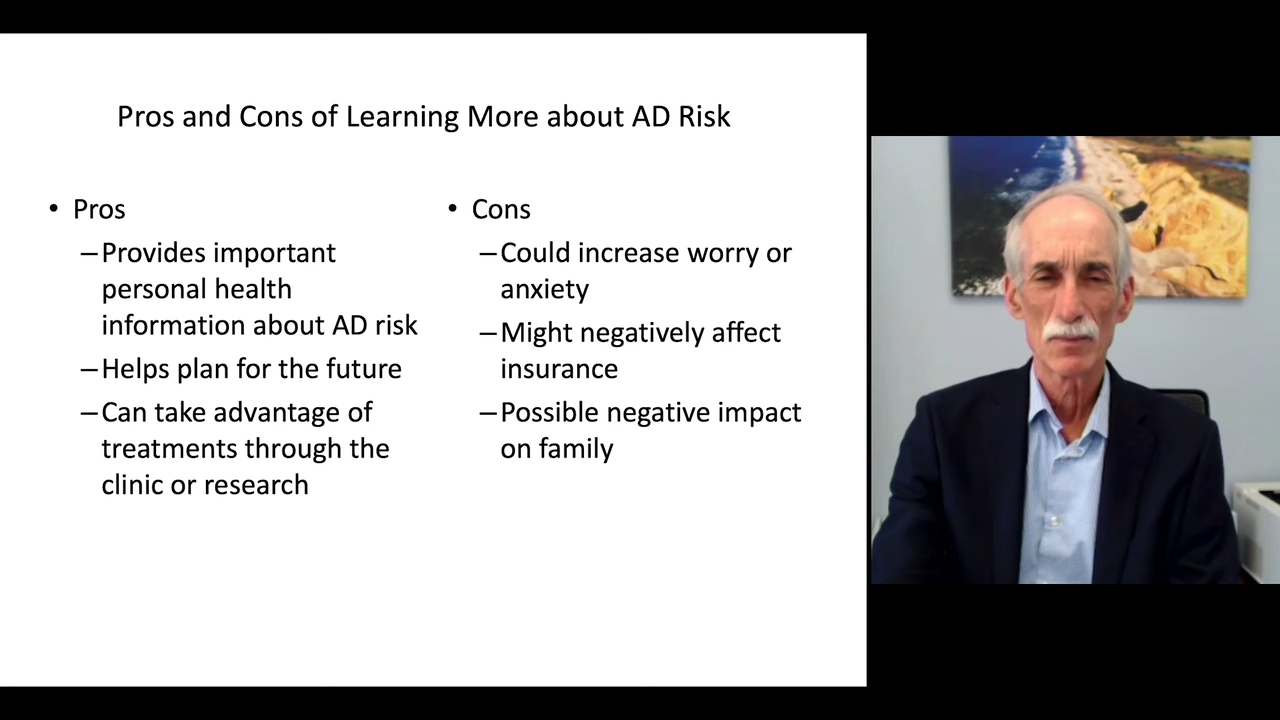 Pros and Cons of Learning More about AD Risk
• Pros
–Provides important
personal health
information about AD risk
–Helps plan for the future
–Can take advantage of
treatments through the
clinic or research
• Cons
–Could increase worry or
anxiety
–Might negatively affect
insurance
–Possible negative impact
on family